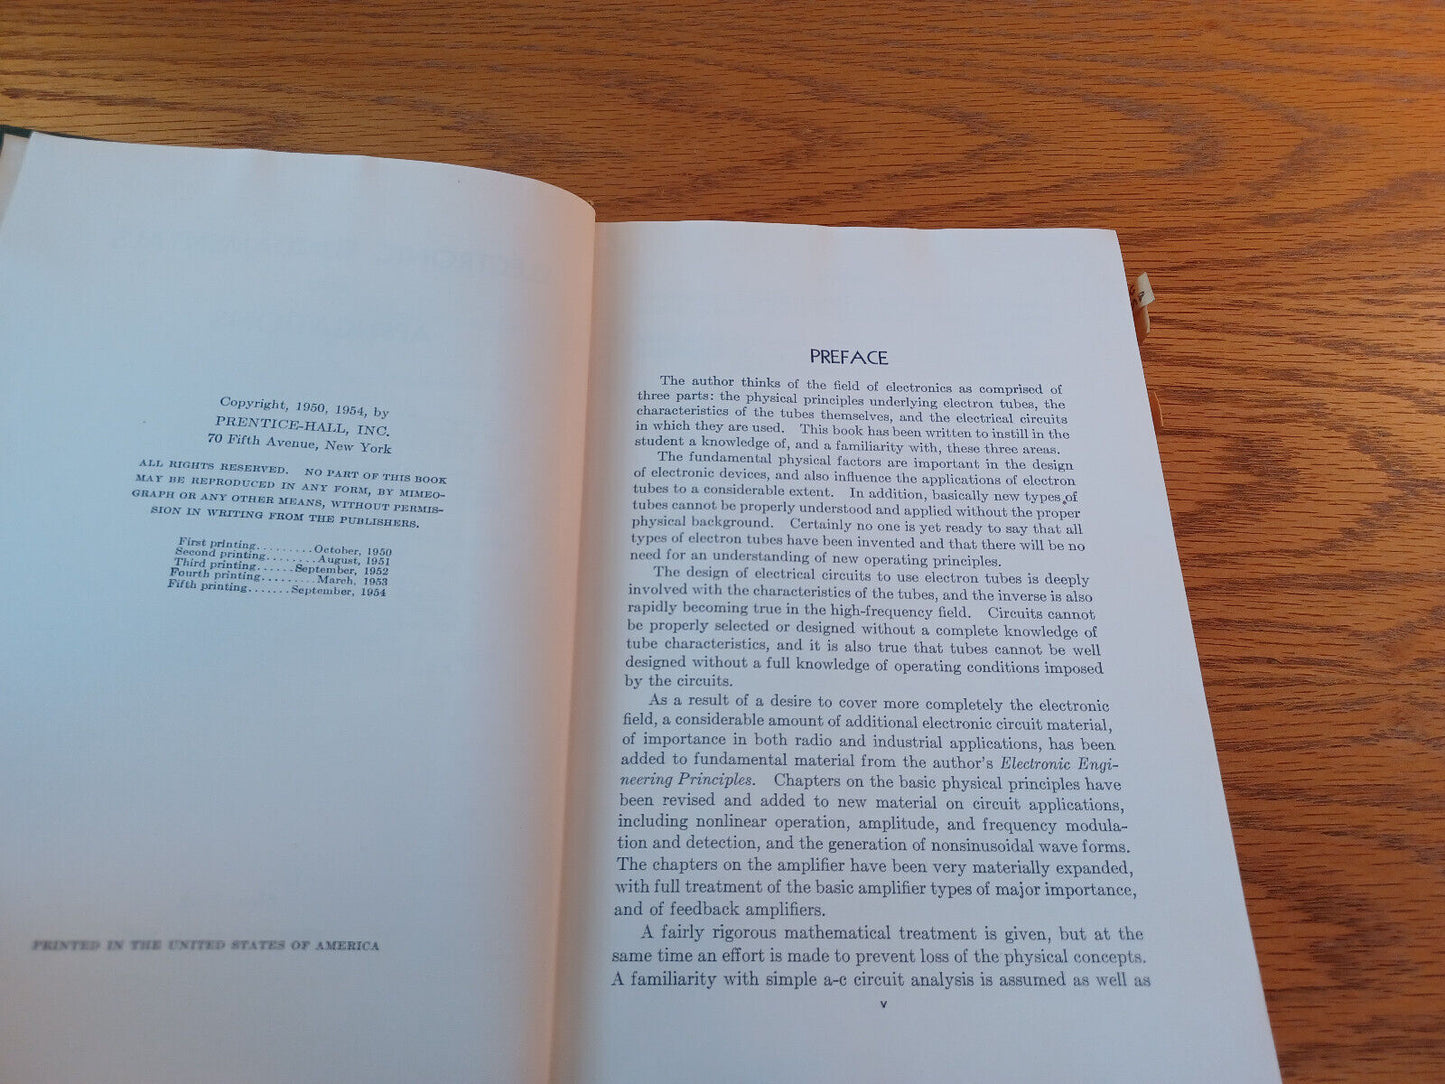 Copyright, 1950, 1954, by
PRENTICE-HALL, INC.
70 Fifth Avenue, New York
ALL RIGHTS RESERVED. NO PART OF THIS BOOK
MAY BE REPRODUCED IN ANY FORM, BY MIMEO-
GRAPH OR ANY OTHER MEANS, WITHOUT PERMIS-
SION IN WRITING FROM THE PUBLISHERS.
First printing.........October, 1950
Second printing........August, 1951
Third printing......September, 1952
Fourth printing.........March, 1953
Fifth printing.......September, 1954
PRINTED IN THE UNITED STATES OF AMERICA
PREFACE
The author thinks of the field of electronics as comprised of
three parts: the physical principles underlying electron tubes, the
characteristics of the tubes themselves, and the electrical circuits
in which they are used. This book has been written to instill in the
student a knowledge of, and a familiarity with, these three areas.
The fundamental physical factors are important in the design
of electronic devices, and also influence the applications of electron
tubes to a considerable extent. In addition, basically new types of
tubes cannot be properly understood and applied without the proper
physical background. Certainly no one is yet ready to say that all
types of electron tubes have been invented and that there will be no
need for an understanding of new operating principles.
The design of electrical circuits to use electron tubes is deeply
involved with the characteristics of the tubes, and the inverse is also
rapidly becoming true in the high-frequency field. Circuits cannot
be properly selected or designed without a complete knowledge of
tube characteristics, and it is also true that tubes cannot be well
designed without a full knowledge of operating conditions imposed
by the circuits.
As a result of a desire to cover more completely the electronic
field, a considerable amount of additional electronic circuit material,
of importance in both radio and industrial applications, has been
added to fundamental material from the author's Electronic Engi-
neering Principles. Chapters on the basic physical principles have
been revised and added to new material on circuit applications,
including nonlinear operation, amplitude, and frequency modula-
tion and detection, and the generation of nonsinusoidal wave forms.
The chapters on the amplifier have been very materially expanded,
with full treatment of the basic amplifier types of major importance,
and of feedback amplifiers.
A fairly rigorous mathematical treatment is given, but at the
same time an effort is made to prevent loss of the physical concepts.
A familiarity with simple a-c circuit analysis is assumed as well as
v